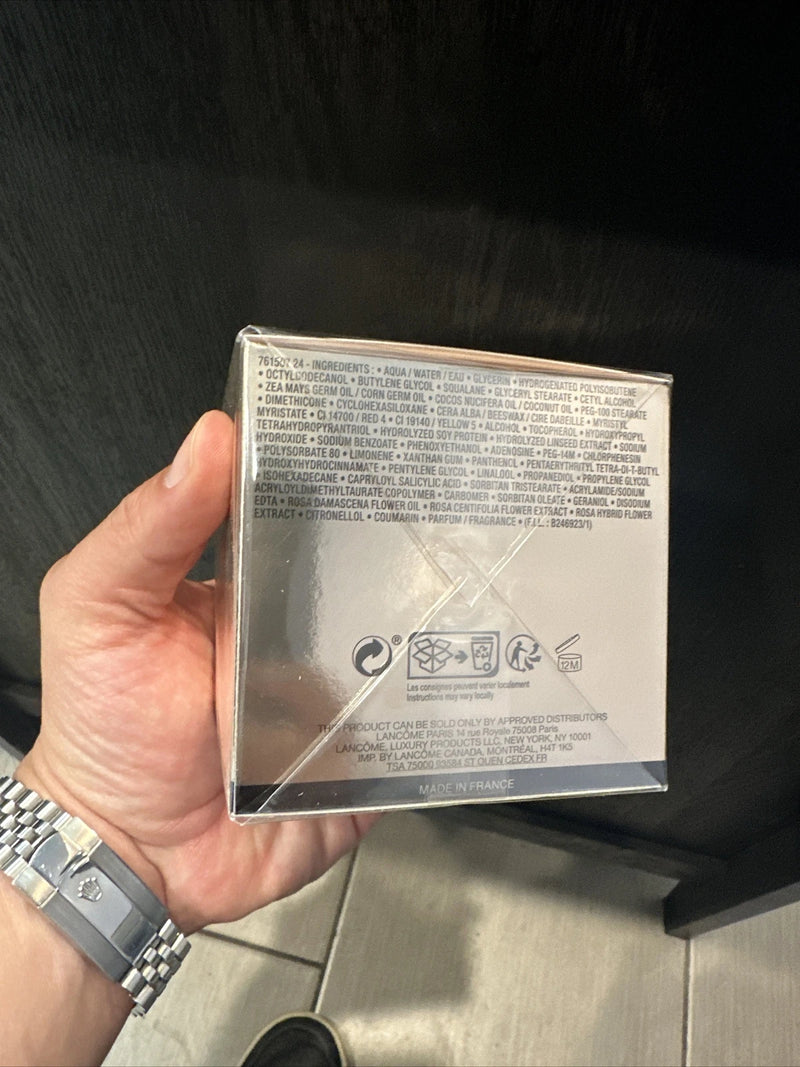 761507 24 - INGREDIENTS : • AQUA / WATER / EAU • GLYCERIN • HYDROGENATED POLYISOBUTENE
• OCTYLDODECANOL • BUTYLENE GLYCOL • SQUALANE • GLYCERYL STEARATE • CETYL ALCOHOL
• ZEA MAYS GERM OIL / CORN GERM OIL • COCOS NUCIFERA OIL / COCONUT OIL • PEG-100 STEARATE
• DIMETHICONE • CYCLOHEXASILOXANE • CERA ALBA / BEESWAX / CIRE DABEILLE • MYRISTYL
MYRISTATE • CI 14700 / RED 4 • CI 19140 / YELLOW 5 • ALCOHOL • TOCOPHEROL • HYDROXYPROPYL
TETRAHYDROPYRANTRIOL • HYDROLYZED SOY PROTEIN • HYDROLYZED LINSEED EXTRACT • SODIUM
HYDROXIDE • SODIUM BENZOATE • PHENOXYETHANOL • ADENOSINE • PEG-14M • CHLORPHENESIN
• POLYSORBATE 80 • LIMONENE • XANTHAN GUM • PANTHENOL • PENTAERYTHRITYL TETRA-DI-T-BUTYL
HYDROXYHYDROCINNAMATE • PENTYLENE GLYCOL • LINALOOL • PROPANEDIOL • PROPYLENE GLYCOL
• ISOHEXADECANE • CAPRYLOYL SALICYLIC ACID • SORBITAN TRISTEARATE • ACRYLAMIDE/SODIUM
ACRYLOYLDIMETHYLTAURATE COPOLYMER • CARBOMER • SORBITAN OLEATE • GERANIOL • DISODIUM
EDTA • ROSA DAMASCENA FLOWER OIL • ROSA CENTIFOLIA FLOWER EXTRACT • ROSA HYBRID FLOWER
EXTRACT • CITRONELLOL • COUMARIN • PARFUM / FRAGRANCE • (F.I.L. : B246923/1)
®
12M
Les consignes peuvent varier localement
Instructions may vary locally
THIS PRODUCT CAN BE SOLD ONLY BY APPROVED DISTRIBUTORS
LANCÔME PARIS 14 rue Royale 75008 Paris
LANCÔME, LUXURY PRODUCTS LLC, NEW YORK, NY 10001
IMP. BY LANCÔME CANADA, MONTRÉAL, H4T 1K5
TSA 75000 93584 ST OUEN CEDEX FR
MADE IN FRANCE